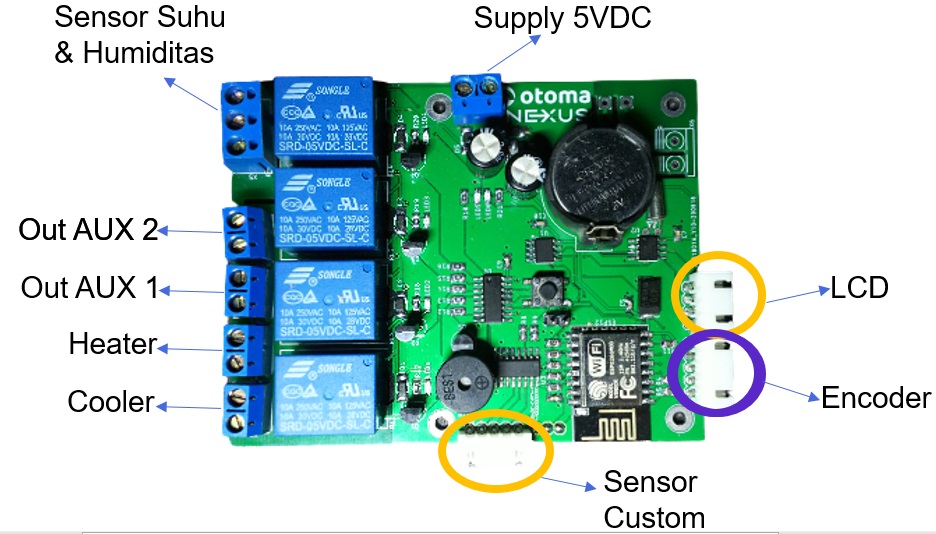 Sensor Suhu
& Humiditas
Supply 5VDC
otoma
NEXUS
SONGLE
10A 250VAC 10A 125VAC
10A 30VDC 10A 28VDC
SRD-05VDC-SL-C
SONGLE
10A 250VAC 10A 125VAC
10A 30VDC 10A 28VDC
SRD-05VDC-SL-C
Out AUX 2
SONGLE
10A 250VAC 10A 125VAC
10A 30VDC 10A 28VDC
SRD-05VDC-SL-C
Out AUX 1
LCD
Heater
SONGLE
10A 250VAC 10A 125VAC
10A 30VDC 10A 28VDC
SRD-05VDC-SL-C
WiFi
FC
Cooler
Encoder
Sensor
Custom